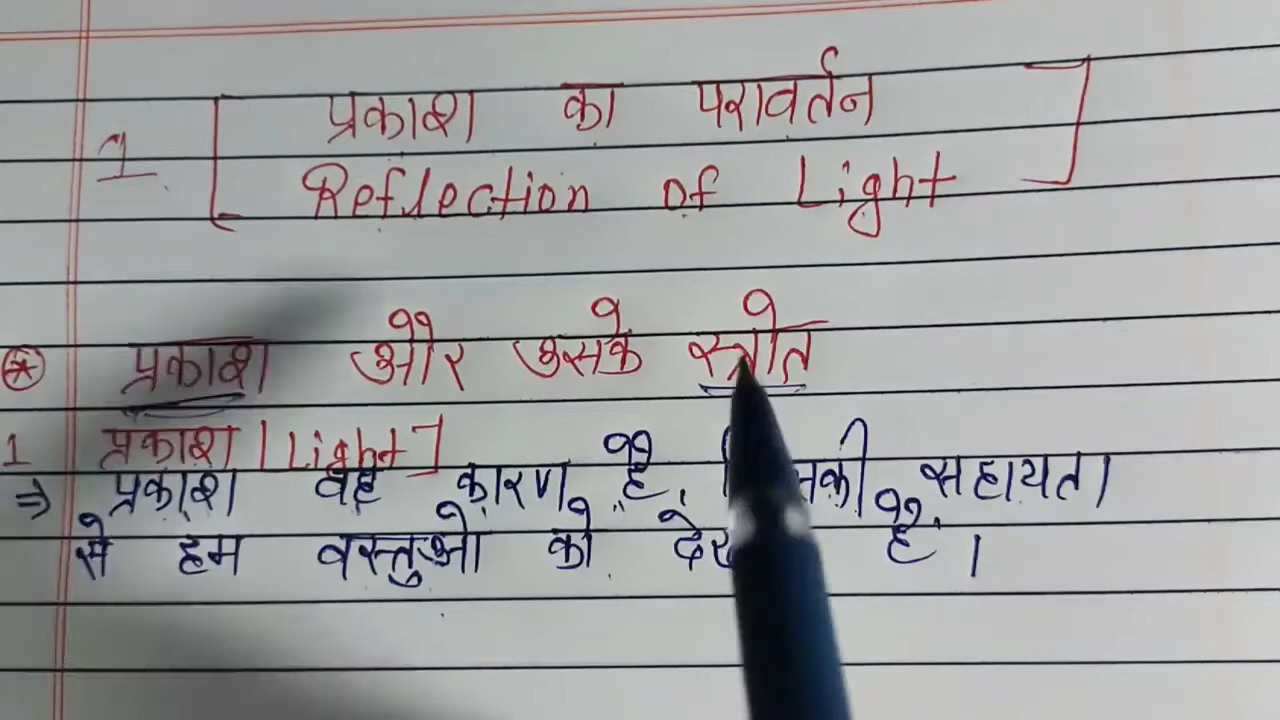 1 [ प्रकाश का परावर्तन
Reflection of Light ]
* प्रकाश और उसके स्त्रोत
1 प्रकाश [Light]
⇒ प्रकाश वह कारण है, सहायता
से हम वस्तुओ को है ।